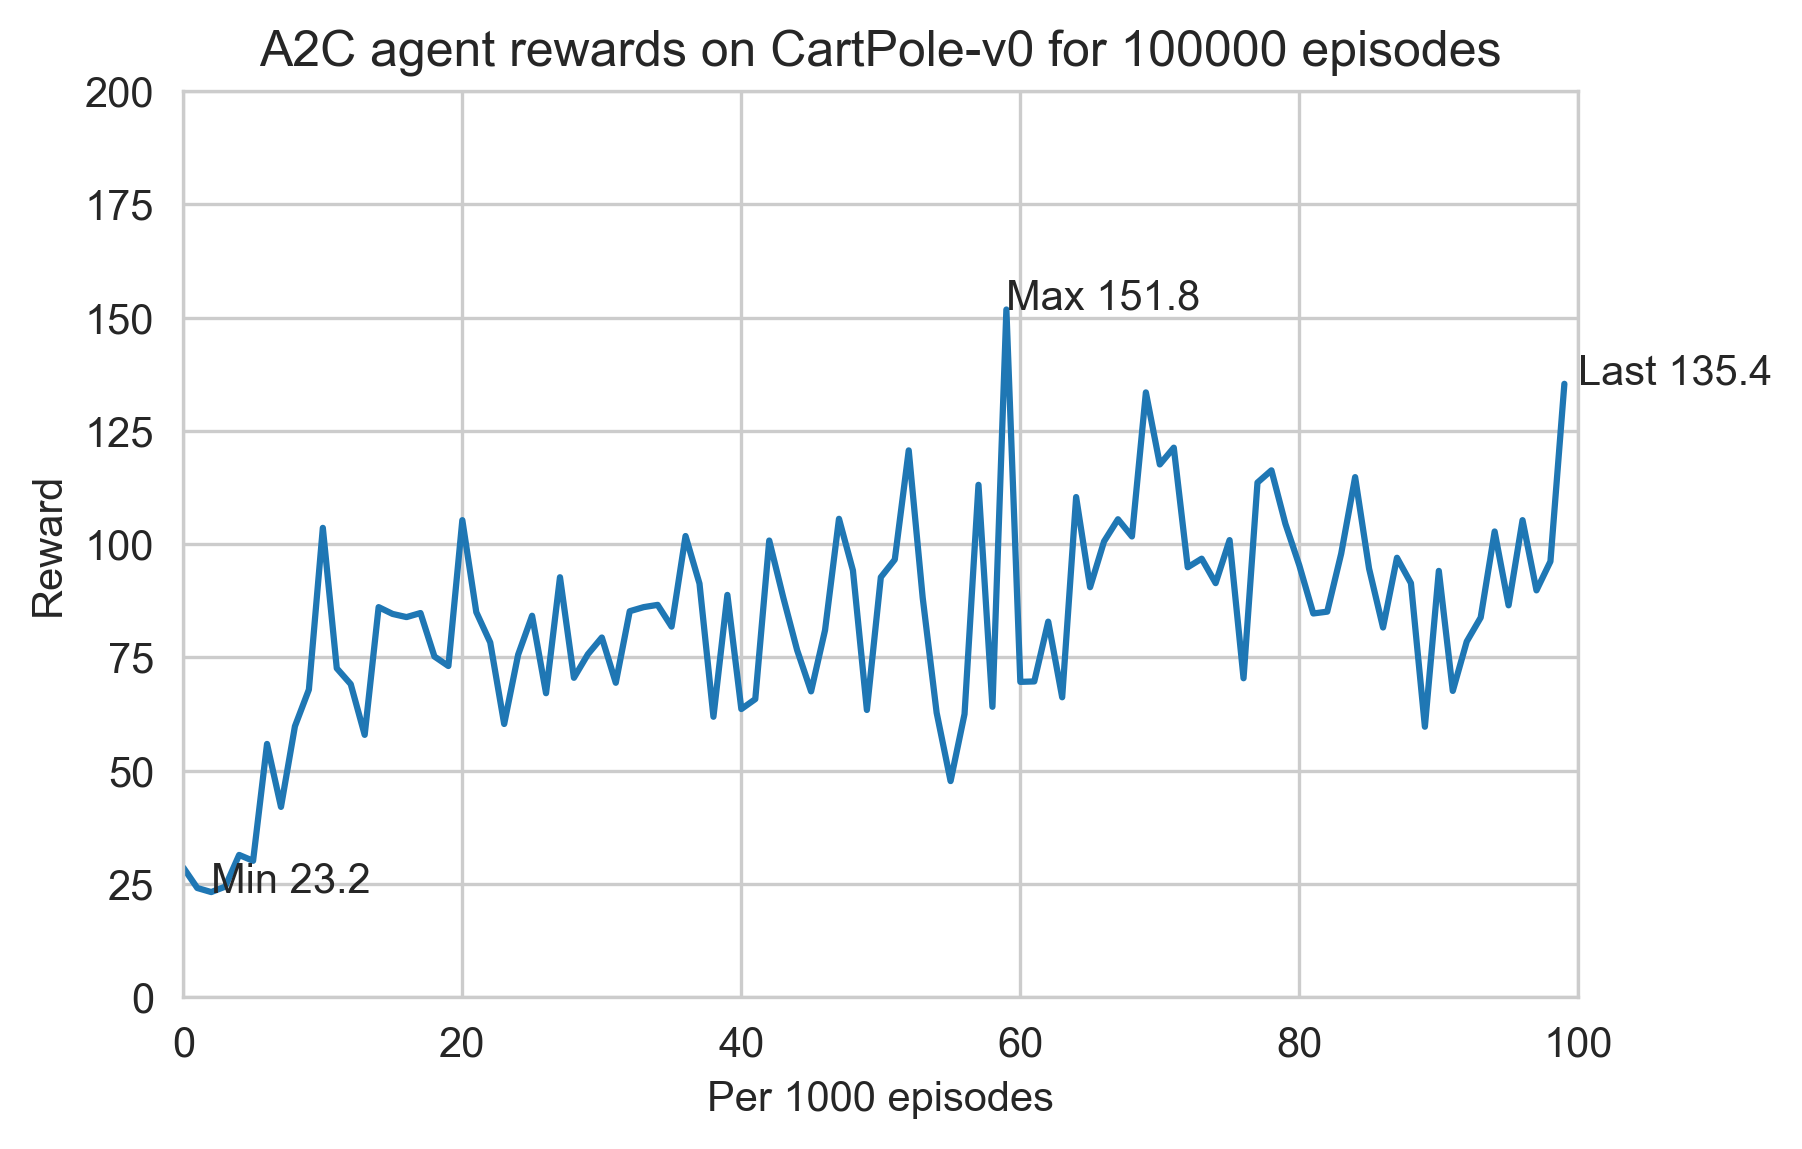 A2C agent rewards on CartPole-v0 for 100000 episodes
200
175
150
125
100
75
50
25
0
Reward
Max 151.8
Last 135.4
Min 23.2
0 20 40 60 80 100
Per 1000 episodes